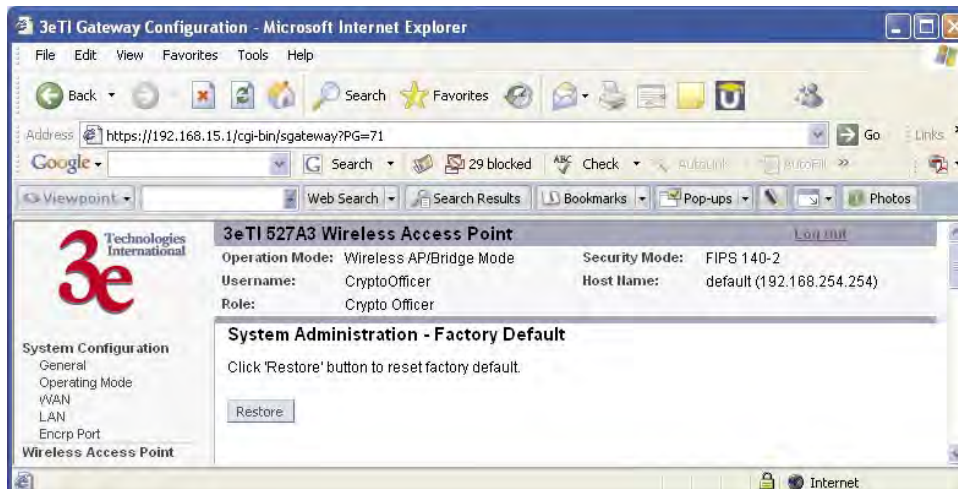 3eTI Gateway Configuration - Microsoft Internet Explorer
File Edit View Favorites Tools Help
Back Search Favorites
Address https://192.168.15.1/cgi-bin/sgateway?PG=71 Go Links
Google Search 29 blocked Check AutoLink AutoFill
Viewpoint Web Search Search Results Bookmarks Pop-ups Photos
3e Technologies International
3eTI 527A3 Wireless Access Point Log out
Operation Mode: Wireless AP/Bridge Mode Security Mode: FIPS 140-2
Username: CryptoOfficer Host Name: default (192.168.254.254)
Role: Crypto Officer
System Administration - Factory Default
Click 'Restore' button to reset factory default.
Restore
System Configuration
General
Operating Mode
WAN
LAN
Encrp Port
Wireless Access Point
Internet